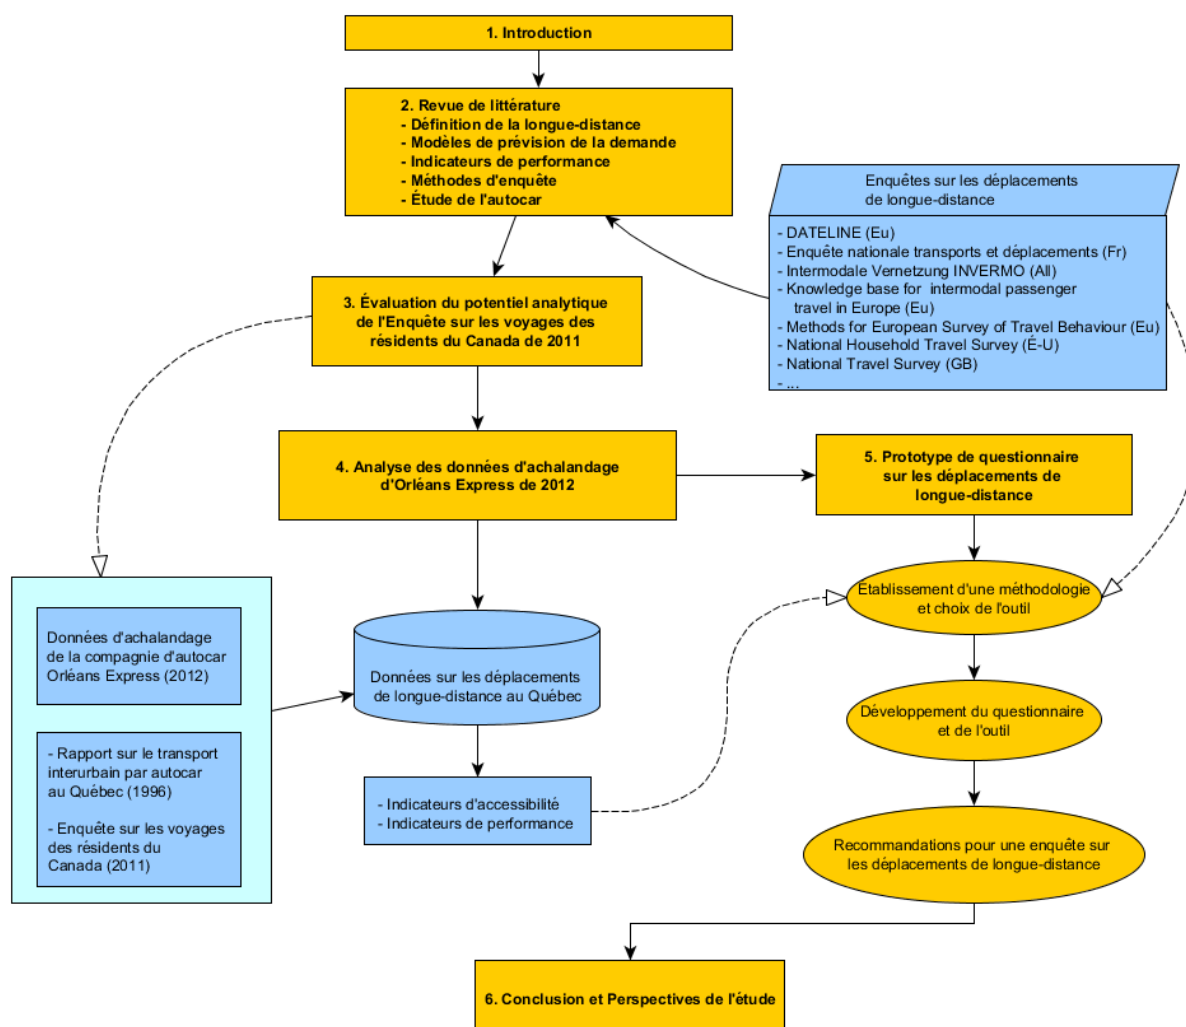 1. Introduction
2. Revue de littérature
- Définition de la longue-distance
- Modèles de prévision de la demande
- Indicateurs de performance
- Méthodes d'enquête
- Étude de l'autocar
Enquêtes sur les déplacements
de longue-distance
- DATELINE (Eu)
- Enquête nationale transports et déplacements (Fr)
- Intermodale Vernetzung INVERMO (All)
- Knowledge base for intermodal passenger
travel in Europe (Eu)
- Methods for European Survey of Travel Behaviour (Eu)
- National Household Travel Survey (É-U)
- National Travel Survey (GB)
- ...
3. Évaluation du potentiel analytique
de l'Enquête sur les voyages des
résidents du Canada de 2011
4. Analyse des données d'achalandage
d'Orléans Express de 2012
5. Prototype de questionnaire
sur les déplacements de
longue-distance
Données d'achalandage
de la compagnie d'autocar
Orléans Express (2012)
- Rapport sur le transport
interurbain par autocar
au Québec (1996)
- Enquête sur les voyages
des résidents du
Canada (2011)
Données sur les déplacements
de longue-distance au Québec
- Indicateurs d'accessibilité
- Indicateurs de performance
Etablissement d'une méthodologie
et choix de l'outil
Développement du questionnaire
et de l'outil
Recommandations pour une enquête sur
les déplacements de longue-distance
6. Conclusion et Perspectives de l'étude